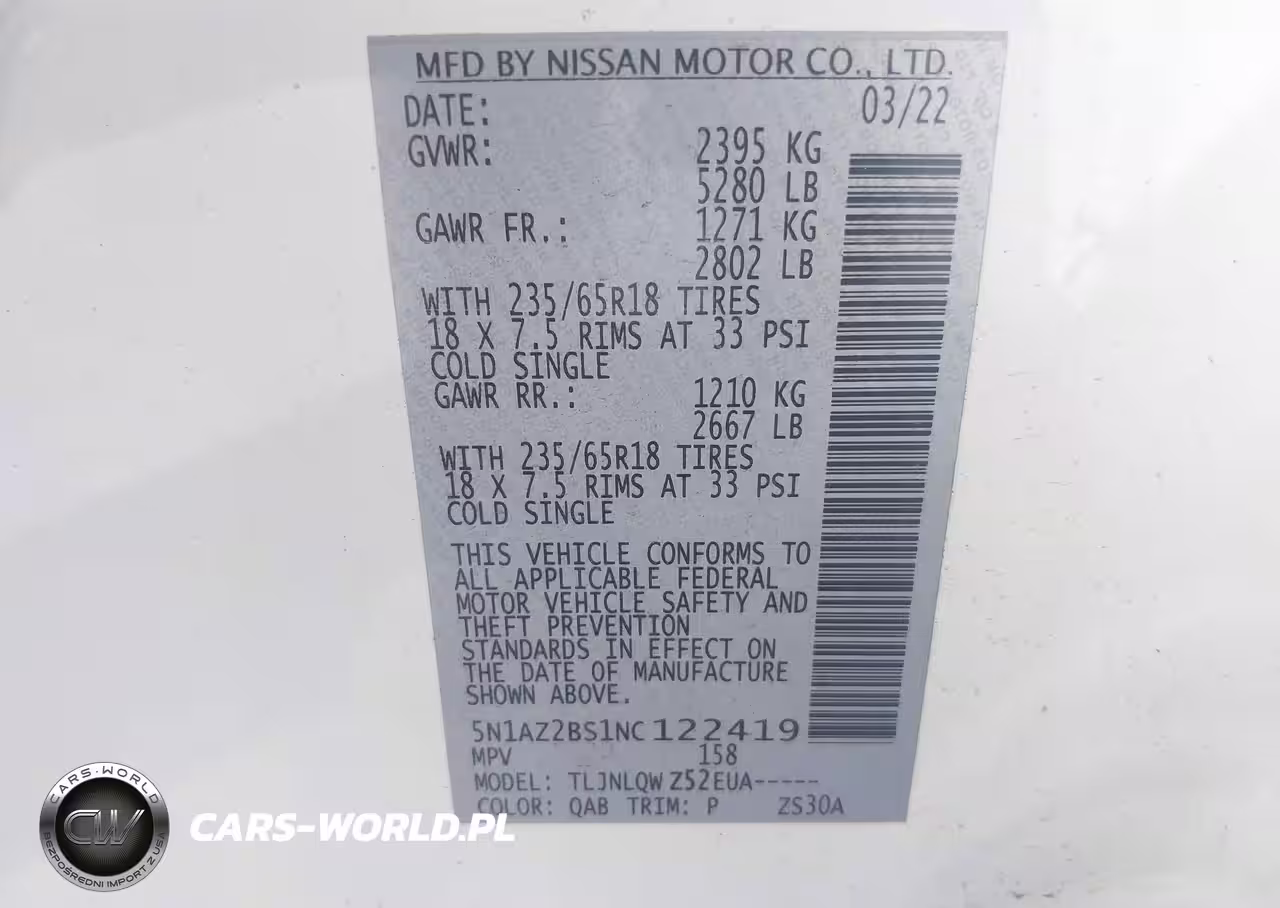 MFD BY NISSAN MOTOR CO., LTD.
DATE: 03/22
GVWR: 2395 KG
5280 LB
GAWR FR.: 1271 KG
2802 LB
WITH 235/65R18 TIRES
18 X 7.5 RIMS AT 33 PSI
COLD SINGLE
GAWR RR.: 1210 KG
2667 LB
WITH 235/65R18 TIRES
18 X 7.5 RIMS AT 33 PSI
COLD SINGLE
THIS VEHICLE CONFORMS TO
ALL APPLICABLE FEDERAL
MOTOR VEHICLE SAFETY AND
THEFT PREVENTION
STANDARDS IN EFFECT ON
THE DATE OF MANUFACTURE
SHOWN ABOVE.
5N1AZ2BS1NC122419
MPV 158
MODEL: TLJNLQW Z52EUA-----
COLOR: QAB TRIM: P ZS30A
CARS-WORLD
CW
BEZPOŚREDNI IMPORT Z USA
CARS-WORLD.PL